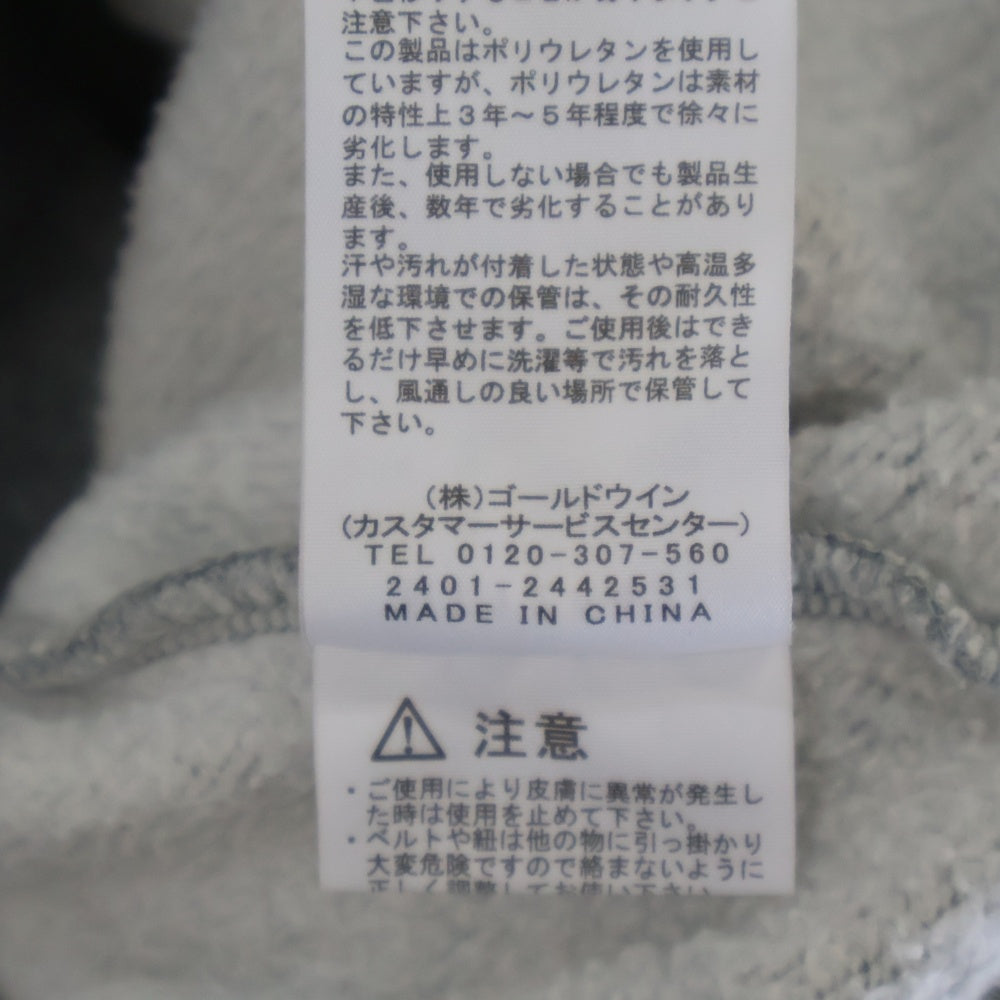 注意下さい。
この製品はポリウレタンを使用し
ていますが、ポリウレタンは素材
の特性上3年～5年程度で徐々に
劣化します。
また、使用しない場合でも製品生
産後、数年で劣化することがあり
ます。
汗や汚れが付着した状態や高温多
湿な環境での保管は、その耐久性
を低下させます。ご使用後はでき
るだけ早めに洗濯等で汚れを落と
し、風通しの良い場所で保管して
下さい。
(株)ゴールドウイン
(カスタマーサービスセンター)
TEL 0120-307-560
2401-2442531
MADE IN CHINA
注意
・ご使用により皮膚に異常が発生し
た時は使用を止めて下さい。
・ベルトや紐は他の物に引っ掛かり
大変危険ですので絡まないように
正しく調整してお使い下さい。